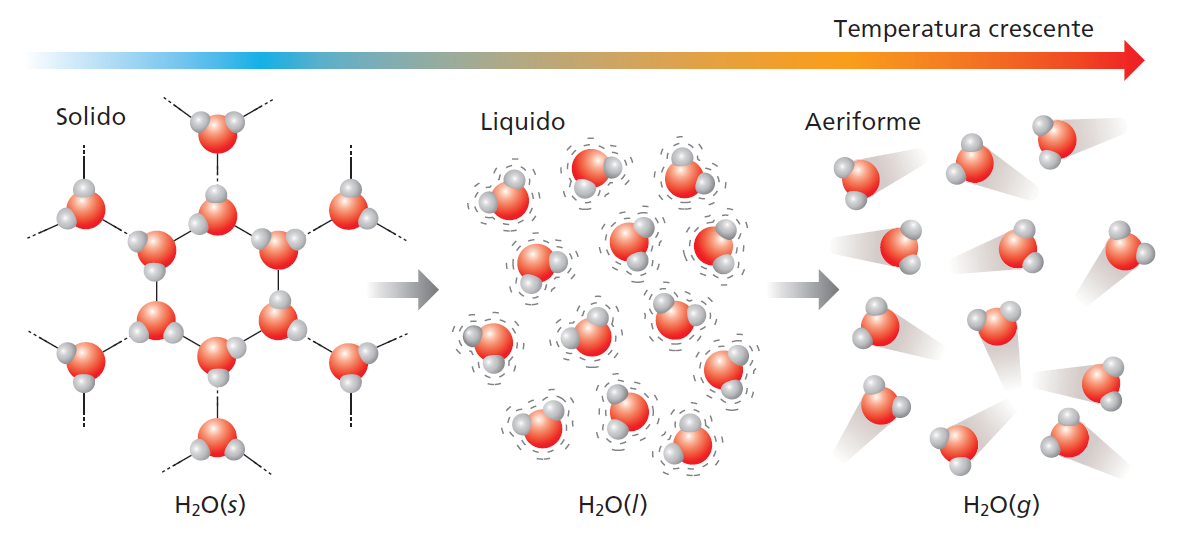 Temperatura crescente
Solido
Liquido
Aeriforme
H₂O(s)
H₂O(l)
H₂O(g)